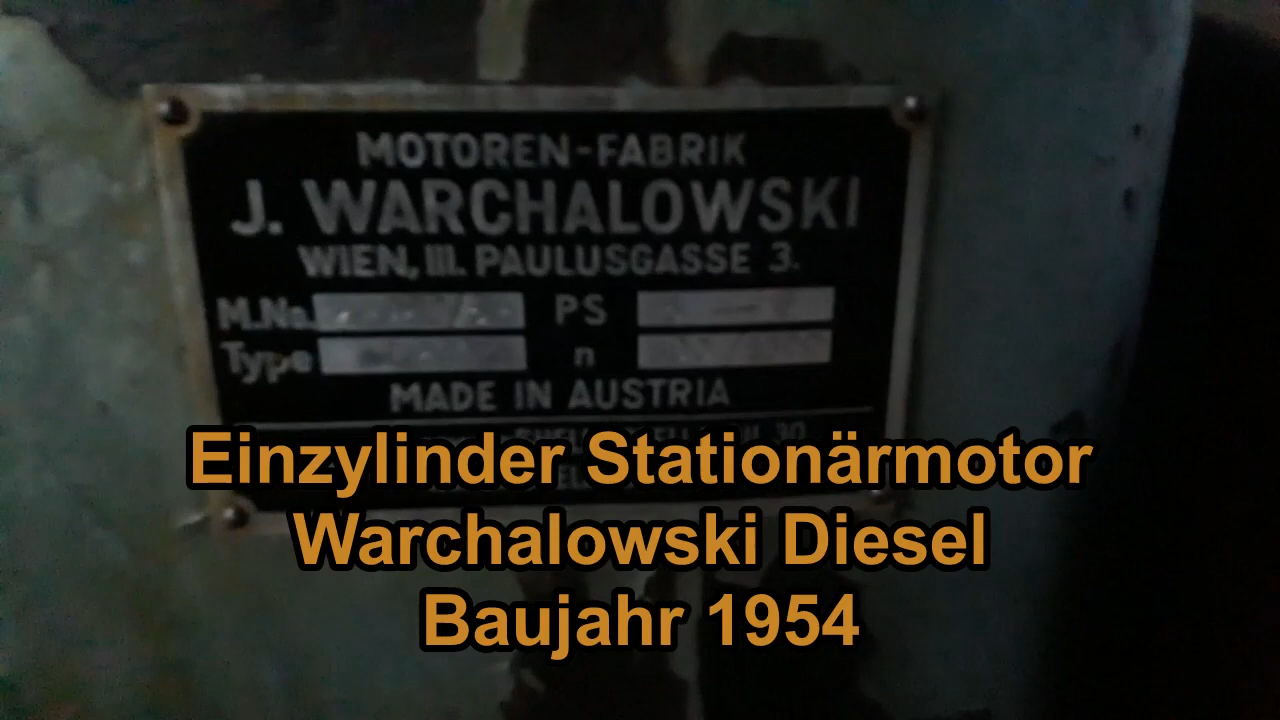 MOTOREN-FABRIK
J. WARCHALOWSKI
WIEN, III. PAULUSGASSE 3.
M.No. PS
Type n
MADE IN AUSTRIA
30
Einzylinder Stationärmotor
Warchalowski Diesel
Baujahr 1954